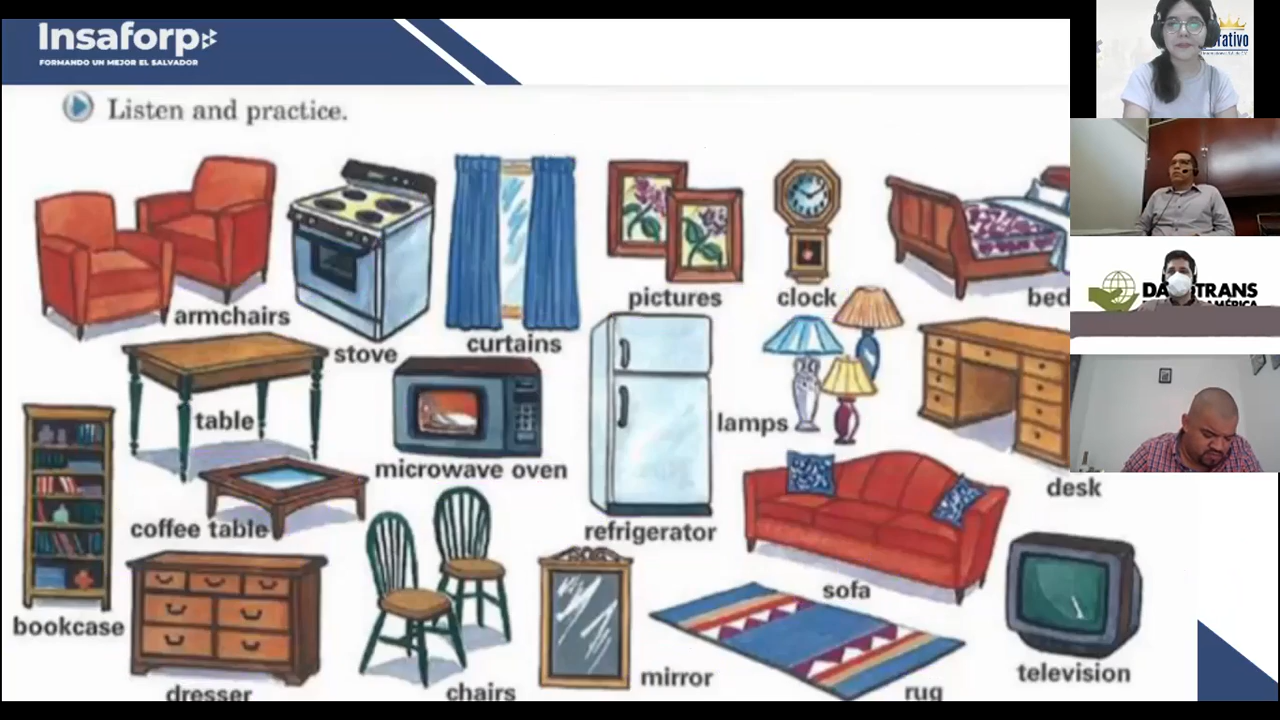 Insaforp
FORMANDO UN MEJOR EL SALVADOR
Listen and practice.
armchairs
stove
curtains
pictures
clock
bed
table
microwave oven
refrigerator
lamps
desk
coffee table
bookcase
dresser
chairs
mirror
sofa
rug
television
rativo
TRANS